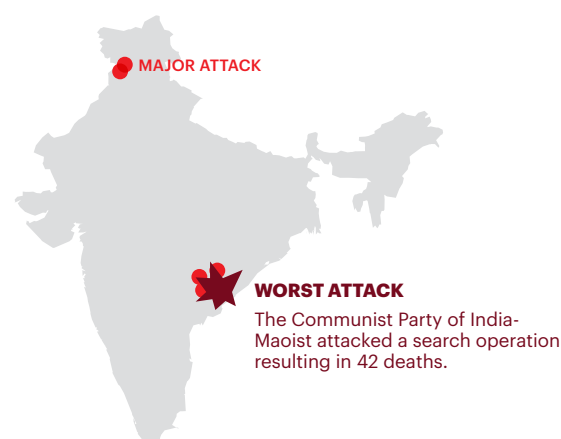 MAJOR ATTACK
WORST ATTACK
The Communist Party of India-
Maoist attacked a search operation
resulting in 42 deaths.